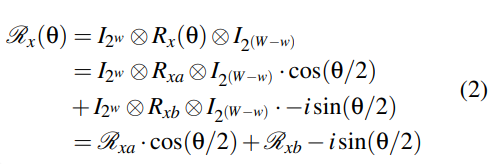 ℛₓ(θ) = I₂ʷ ⊗ Rₓ(θ) ⊗ I₂(W−w)
= I₂ʷ ⊗ Rₓₐ ⊗ I₂(W−w) · cos(θ/2)
+ I₂ʷ ⊗ Rxb ⊗ I₂(W−w) · −i sin(θ/2)
(2)
= ℛₓₐ · cos(θ/2) + ℛxb − i sin(θ/2)